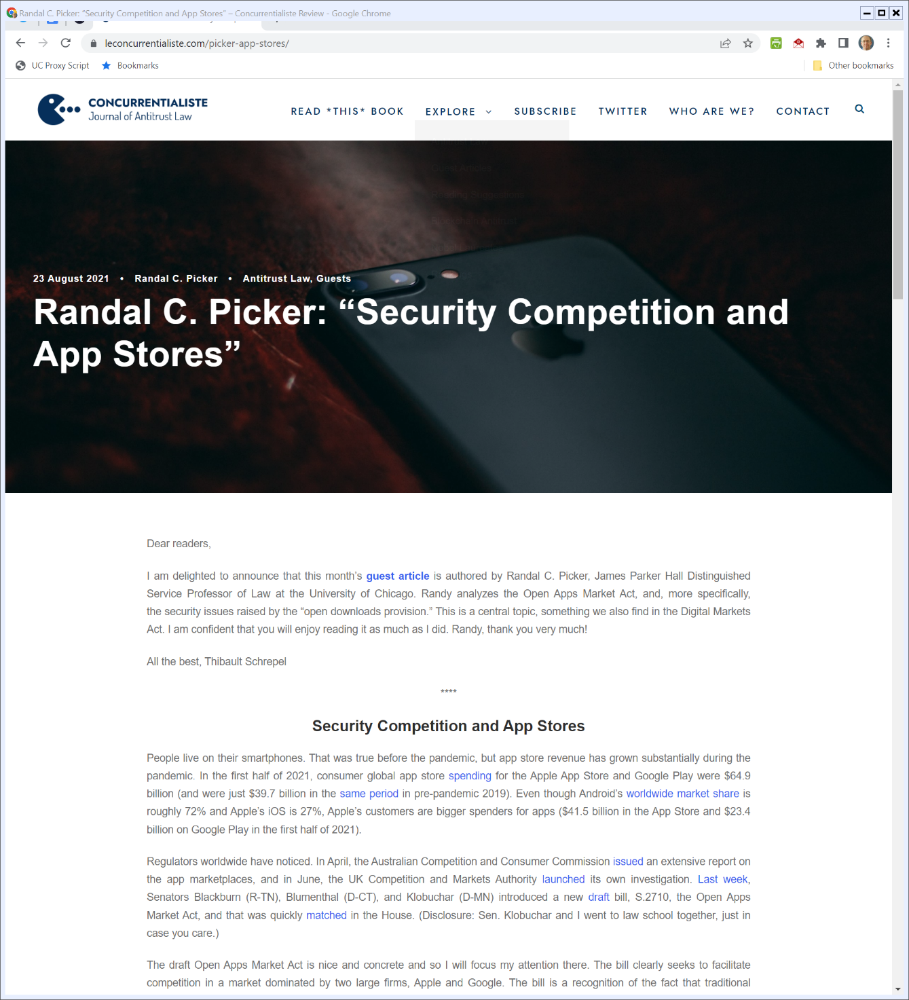 Randal C. Picker: “Security Competition and App Stores” – Concurrentialiste Review - Google Chrome
leconcurrentialiste.com/picker-app-stores/
UC Proxy Script Bookmarks Other bookmarks
CONCURRENTIALISTE
Journal of Antitrust Law
READ *THIS* BOOK EXPLORE SUBSCRIBE TWITTER WHO ARE WE? CONTACT
Guest Articles
Reading Suggestions
Blockchain Antitrust
23 August 2021 • Randal C. Picker • Antitrust Law, Guests
Randal C. Picker: “Security Competition and
App Stores”
Dear readers,
I am delighted to announce that this month’s guest article is authored by Randal C. Picker, James Parker Hall Distinguished
Service Professor of Law at the University of Chicago. Randy analyzes the Open Apps Market Act, and, more specifically,
the security issues raised by the “open downloads provision.” This is a central topic, something we also find in the Digital Markets
Act. I am confident that you will enjoy reading it as much as I did. Randy, thank you very much!
All the best, Thibault Schrepel
****
Security Competition and App Stores
People live on their smartphones. That was true before the pandemic, but app store revenue has grown substantially during the
pandemic. In the first half of 2021, consumer global app store spending for the Apple App Store and Google Play were $64.9
billion (and were just $39.7 billion in the same period in pre-pandemic 2019). Even though Android’s worldwide market share is
roughly 72% and Apple’s iOS is 27%, Apple’s customers are bigger spenders for apps ($41.5 billion in the App Store and $23.4
billion on Google Play in the first half of 2021).
Regulators worldwide have noticed. In April, the Australian Competition and Consumer Commission issued an extensive report on
the app marketplaces, and in June, the UK Competition and Markets Authority launched its own investigation. Last week,
Senators Blackburn (R-TN), Blumenthal (D-CT), and Klobuchar (D-MN) introduced a new draft bill, S.2710, the Open Apps
Market Act, and that was quickly matched in the House. (Disclosure: Sen. Klobuchar and I went to law school together, just in
case you care.)
The draft Open Apps Market Act is nice and concrete and so I will focus my attention there. The bill clearly seeks to facilitate
competition in a market dominated by two large firms, Apple and Google. The bill is a recognition of the fact that traditional